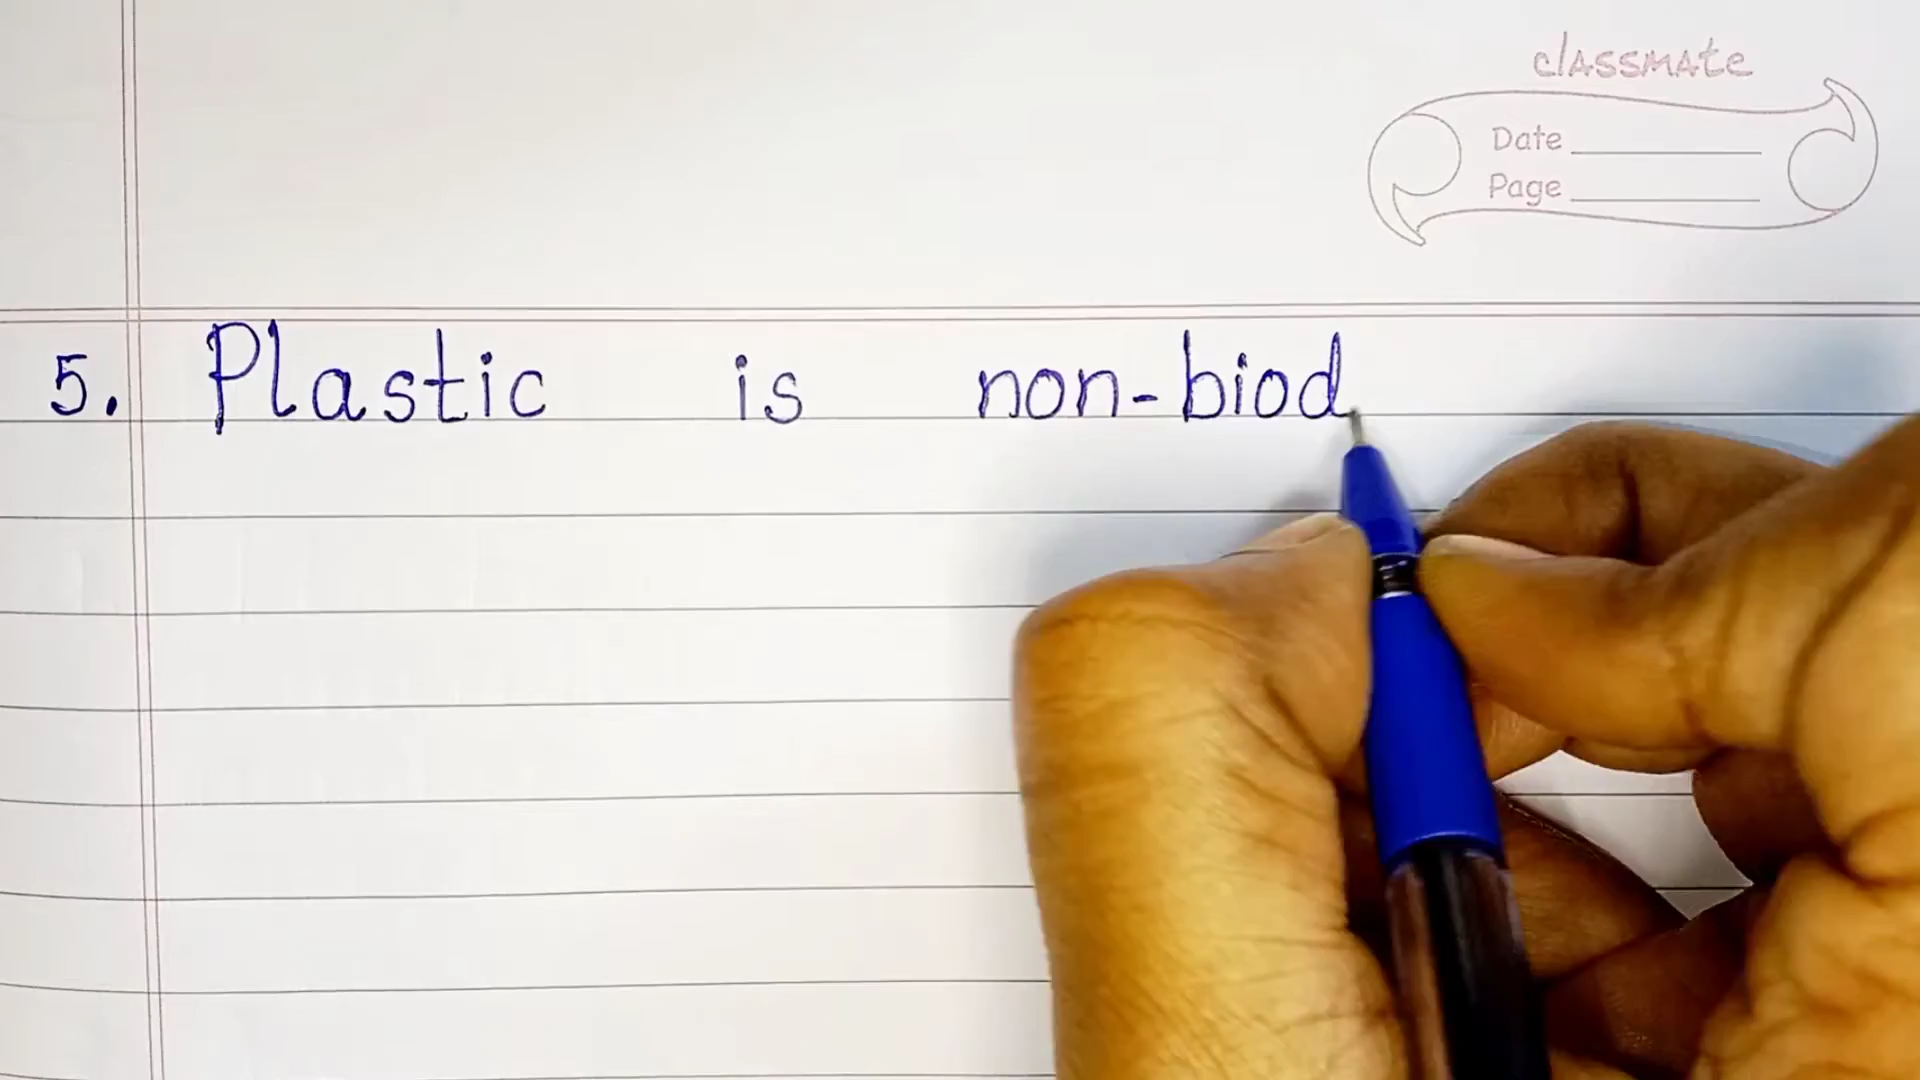 classmate
Date
Page
5. Plastic is non-biod